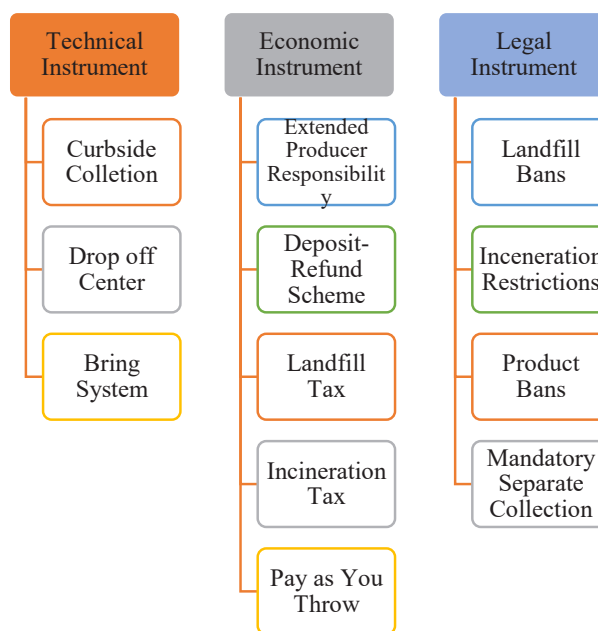 Technical
Instrument
Curbside
Colletion
Drop off
Center
Bring
System
Economic
Instrument
Extended
Producer
Responsibilit
y
Deposit-
Refund
Scheme
Landfill
Tax
Incineration
Tax
Pay as You
Throw
Legal
Instrument
Landfill
Bans
Inceneration
Restrictions
Product
Bans
Mandatory
Separate
Collection